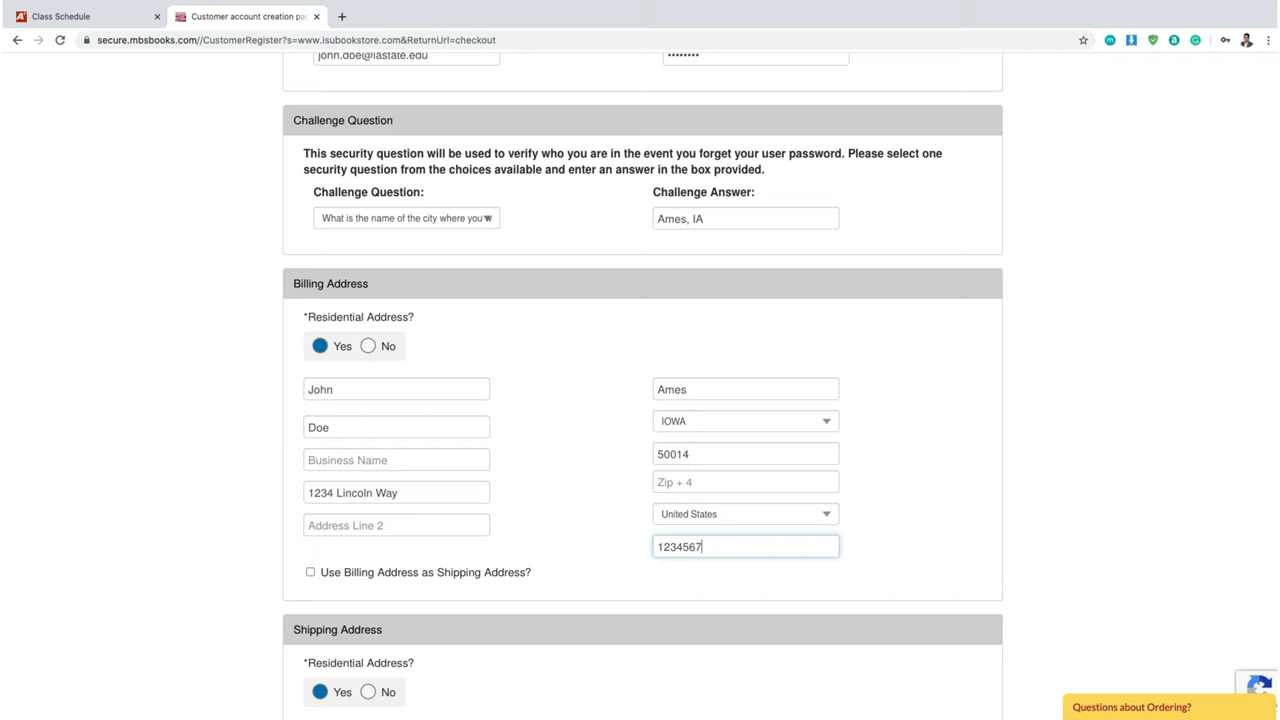 Class Schedule
Customer account creation pa
secure.mbsbooks.com//CustomerRegister?s=www.isubookstore.com&ReturnUrl=checkout
john.doe@iastate.edu
••••••••
Challenge Question
This security question will be used to verify who you are in the event you forget your user password. Please select one
security question from the choices available and enter an answer in the box provided.
Challenge Question:
Challenge Answer:
What is the name of the city where you w
Ames, IA
Billing Address
*Residential Address?
Yes
No
John
Ames
Doe
IOWA
Business Name
50014
Zip + 4
1234 Lincoln Way
United States
Address Line 2
1234567
Use Billing Address as Shipping Address?
Shipping Address
*Residential Address?
Yes
No
Questions about Ordering?